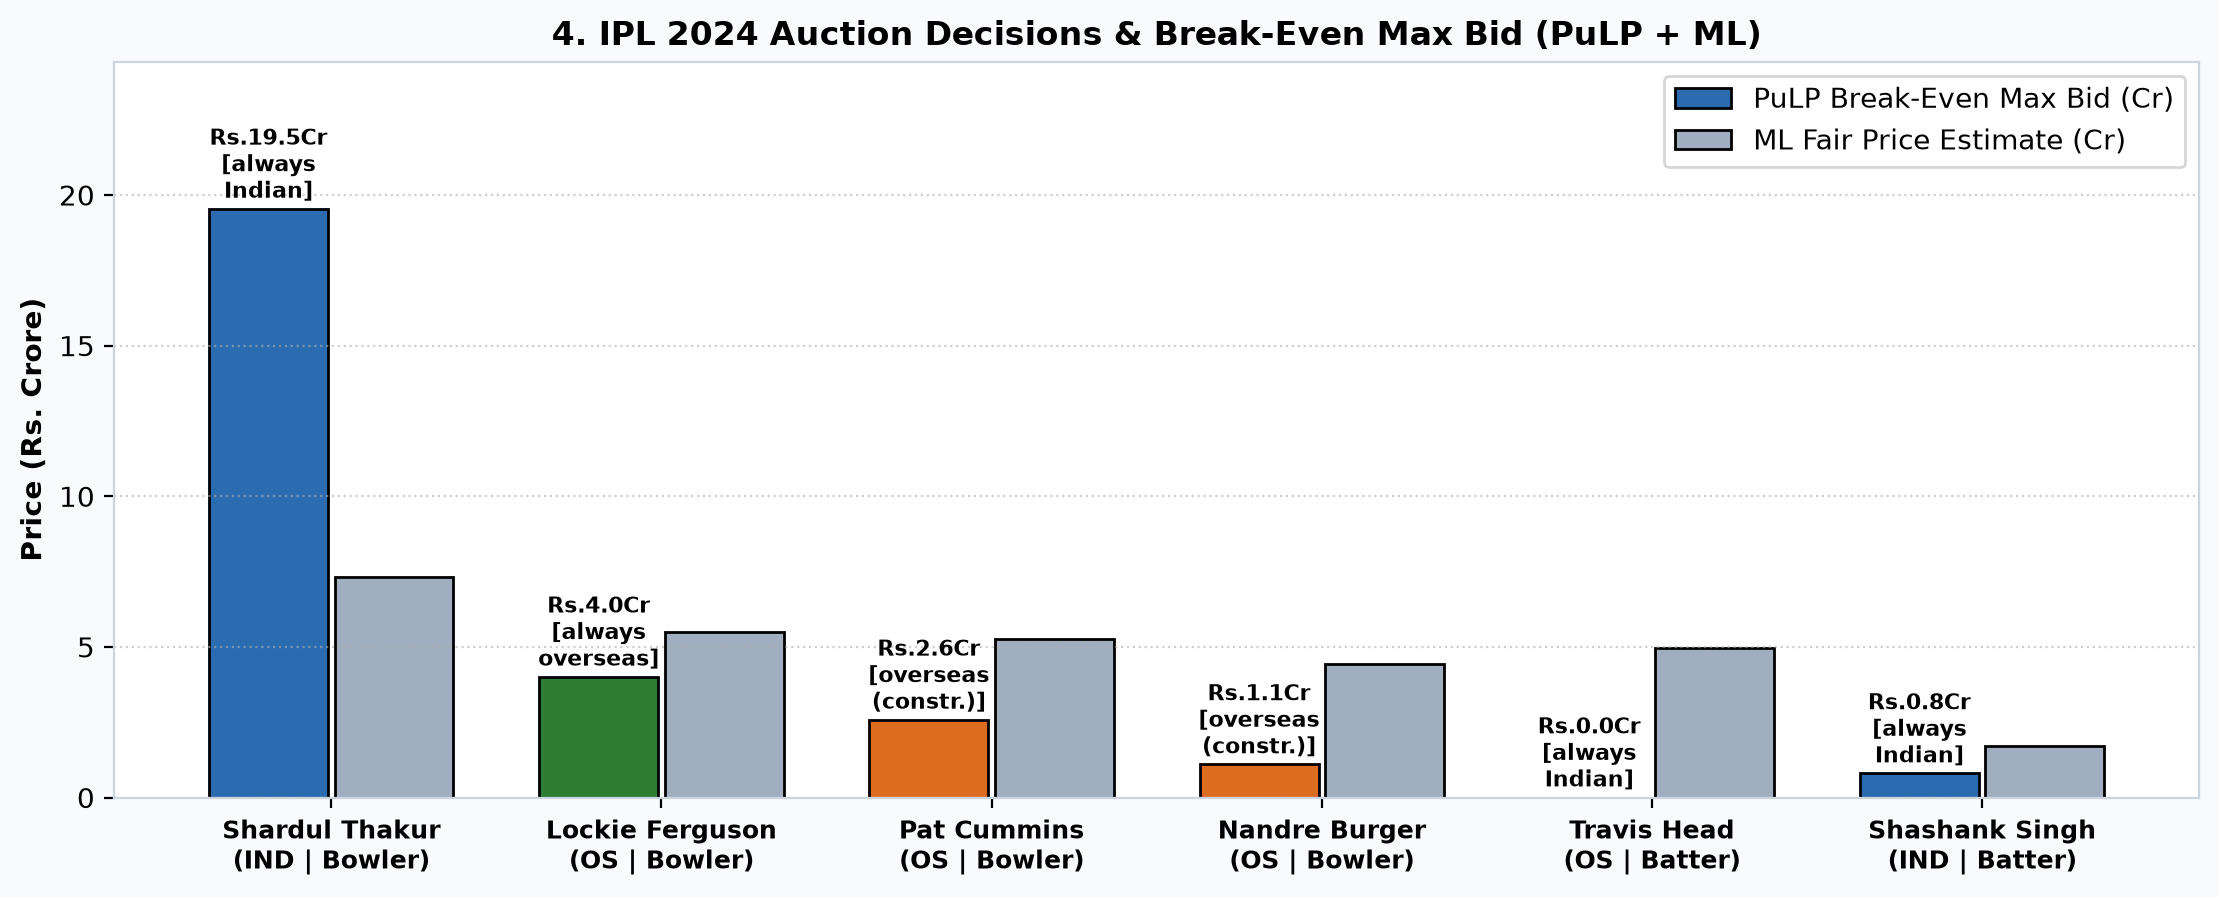 4. IPL 2024 Auction Decisions & Break-Even Max Bid (PuLP + ML)
PuLP Break-Even Max Bid (Cr)
ML Fair Price Estimate (Cr)
Price (Rs. Crore)
20
15
10
5
0
Rs.19.5Cr
[always
Indian]
Rs.4.0Cr
[always
overseas]
Rs.2.6Cr
[overseas
(constr.)]
Rs.1.1Cr
[overseas
(constr.)]
Rs.0.0Cr
[always
Indian]
Rs.0.8Cr
[always
Indian]
Shardul Thakur
(IND | Bowler)
Lockie Ferguson
(OS | Bowler)
Pat Cummins
(OS | Bowler)
Nandre Burger
(OS | Bowler)
Travis Head
(OS | Batter)
Shashank Singh
(IND | Batter)